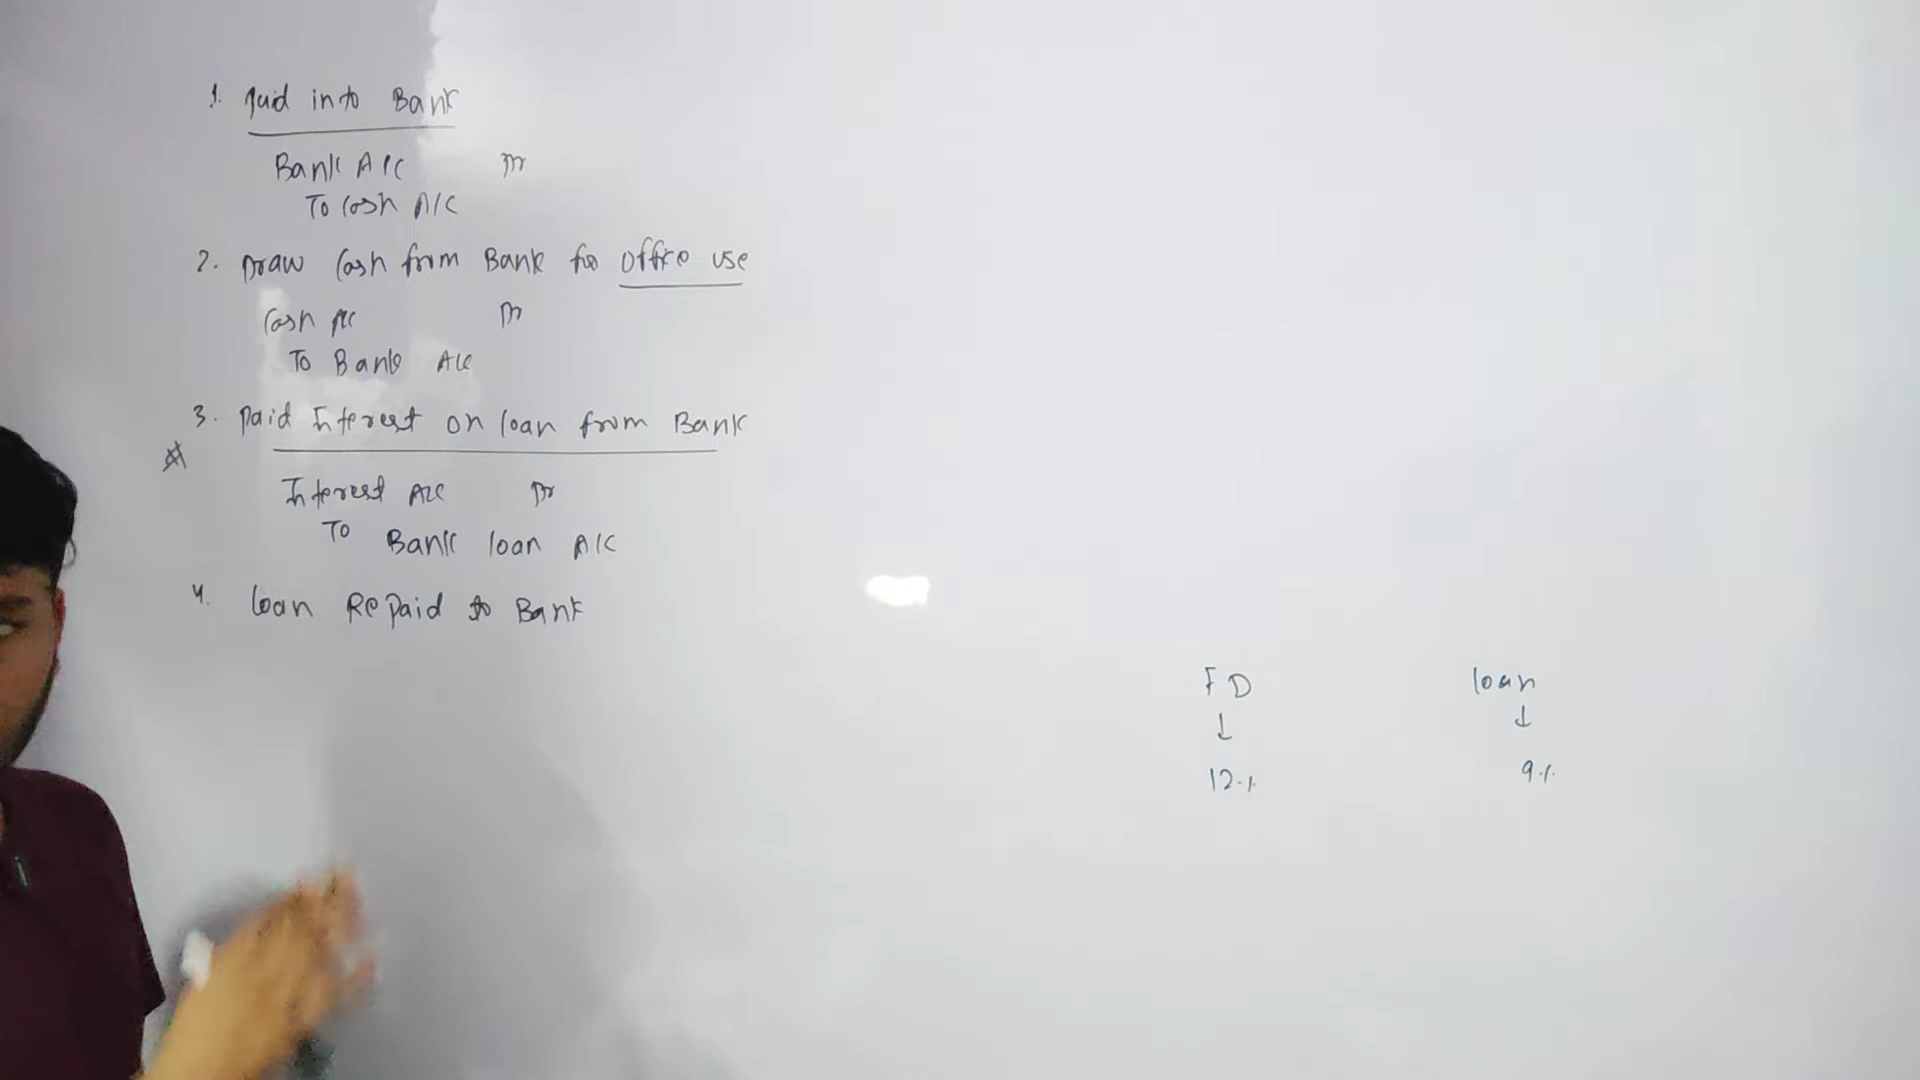 1. Paid into Bank
Bank A/C Dr
To Cash A/C
2. Draw Cash from Bank for office use
Cash A/C Dr
To Bank A/C
3. Paid Interest on loan from Bank
Interest A/C Dr
To Bank loan A/C
4. loan Repaid to Bank
FD loan
↓ ↓
12% 9%